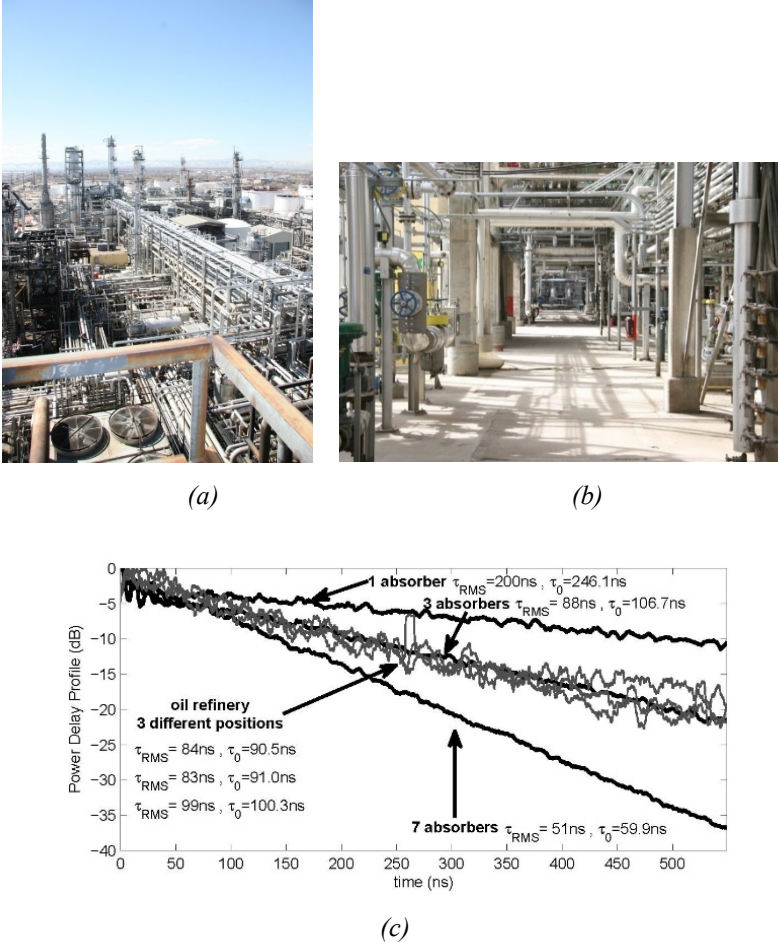 (a)
(b)
1 absorber τRMS=200ns , τ0=246.1ns
3 absorbers τRMS= 88ns , τ0=106.7ns
oil refinery
3 different positions
τRMS= 84ns , τ0=90.5ns
τRMS= 83ns , τ0=91.0ns
τRMS= 99ns , τ0=100.3ns
7 absorbers τRMS= 51ns , τ0=59.9ns
Power Delay Profile (dB)
0
−5
−10
−15
−20
−25
−30
−35
−40
0 50 100 150 200 250 300 350 400 450 500
time (ns)
(c)